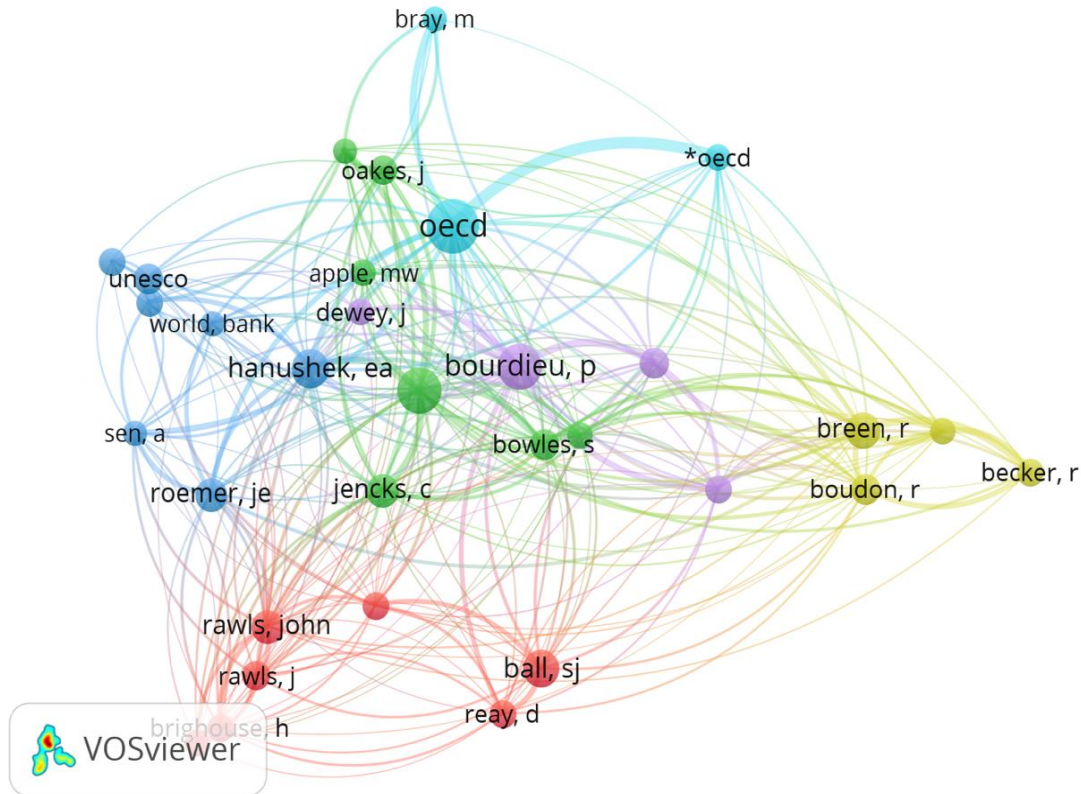 bray, m
*oecd
oakes, j
oecd
apple, mw
unesco
dewey, j
world, bank
hanushek, ea
bourdieu, p
breen, r
sen, a
bowles, s
becker, r
jencks, c
boudon, r
roemer, je
rawls, john
ball, sj
rawls, j
reay, d
brighouse, h
VOSviewer